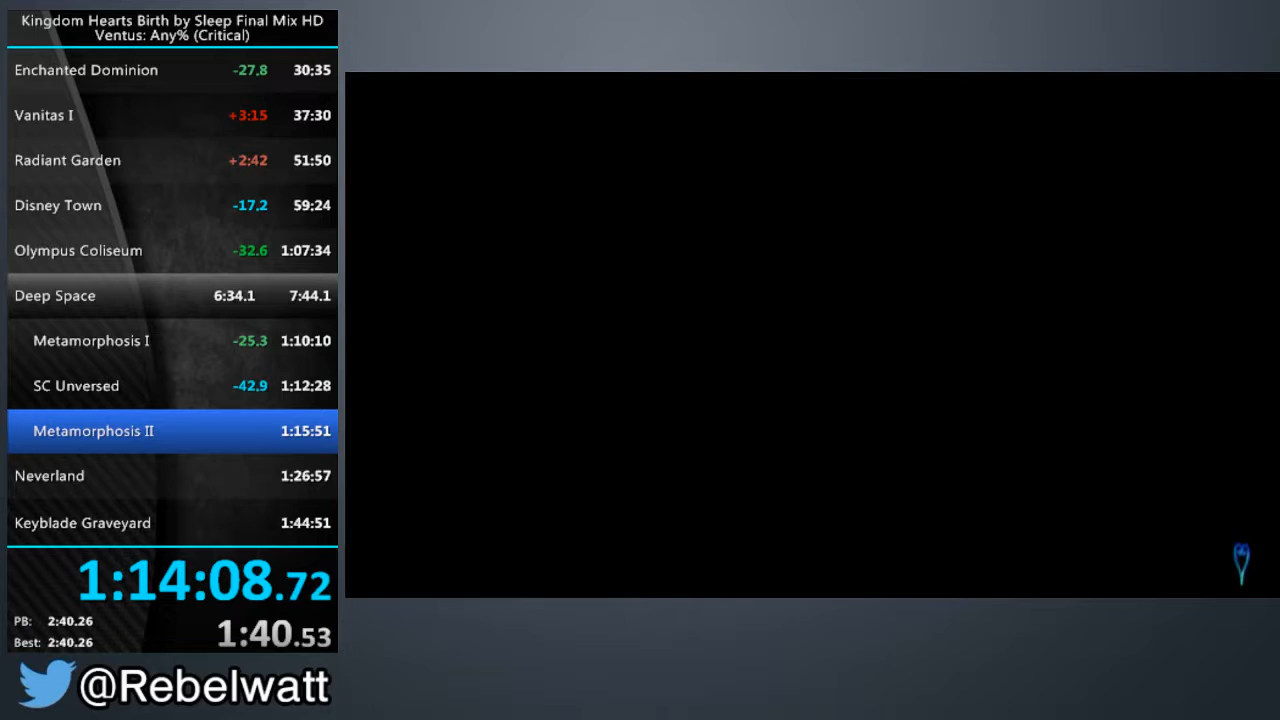 Kingdom Hearts Birth by Sleep Final Mix HD
Ventus: Any% (Critical)
Enchanted Dominion -27.8 30:35
Vanitas I +3:15 37:30
Radiant Garden +2:42 51:50
Disney Town -17.2 59:24
Olympus Coliseum -32.6 1:07:34
Deep Space 6:34.1 7:44.1
Metamorphosis I -25.3 1:10:10
SC Unversed -42.9 1:12:28
Metamorphosis II 1:15:51
Neverland 1:26:57
Keyblade Graveyard 1:44:51
1:14:08.72
PB: 2:40.26
Best: 2:40.26
1:40.53
@Rebelwatt